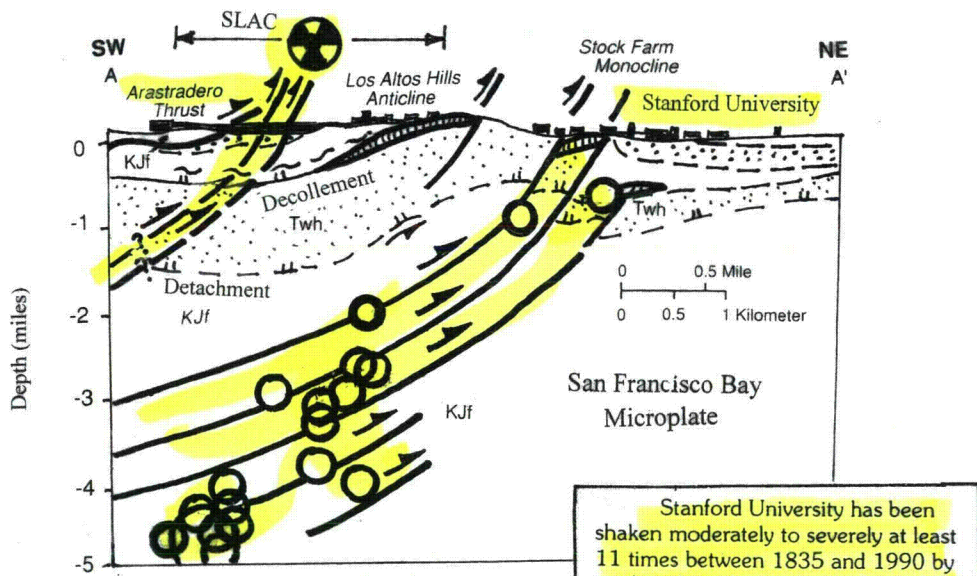 SLAC
SW
NE
A
A'
Arastradero
Thrust
Los Altos Hills
Anticline
Stock Farm
Monocline
Stanford University
0
KJf
Decollement
Twh
Twh
-1
?
?
Detachment
KJf
0 0.5 Mile
0 0.5 1 Kilometer
-2
Depth (miles)
San Francisco Bay
Microplate
-3
KJf
-4
-5
Stanford University has been
shaken moderately to severely at least
11 times between 1835 and 1990 by